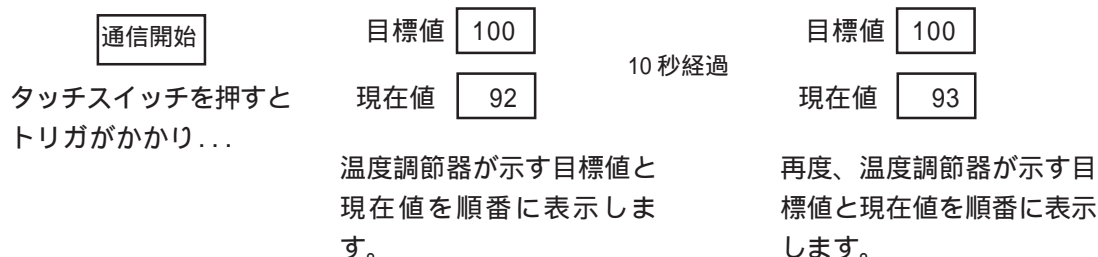 通信開始
タッチスイッチを押すと
トリガがかかり...
目標値 100
現在値 92
温度調節器が示す目標値と
現在値を順番に表示しま
す。
10 秒経過
目標値 100
現在値 93
再度、温度調節器が示す目
標値と現在値を順番に表示
します。